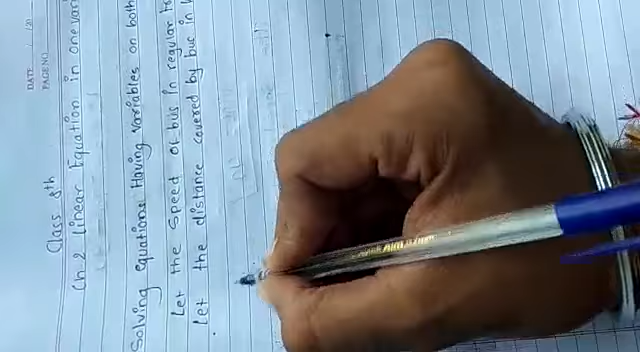 DATE / /20
PAGE NO.
Class 8th
Ch 2 Linear Equation in one var
Solving equations Having variables on both
Let the Speed of bus in regular
Let the distance covered by bus in